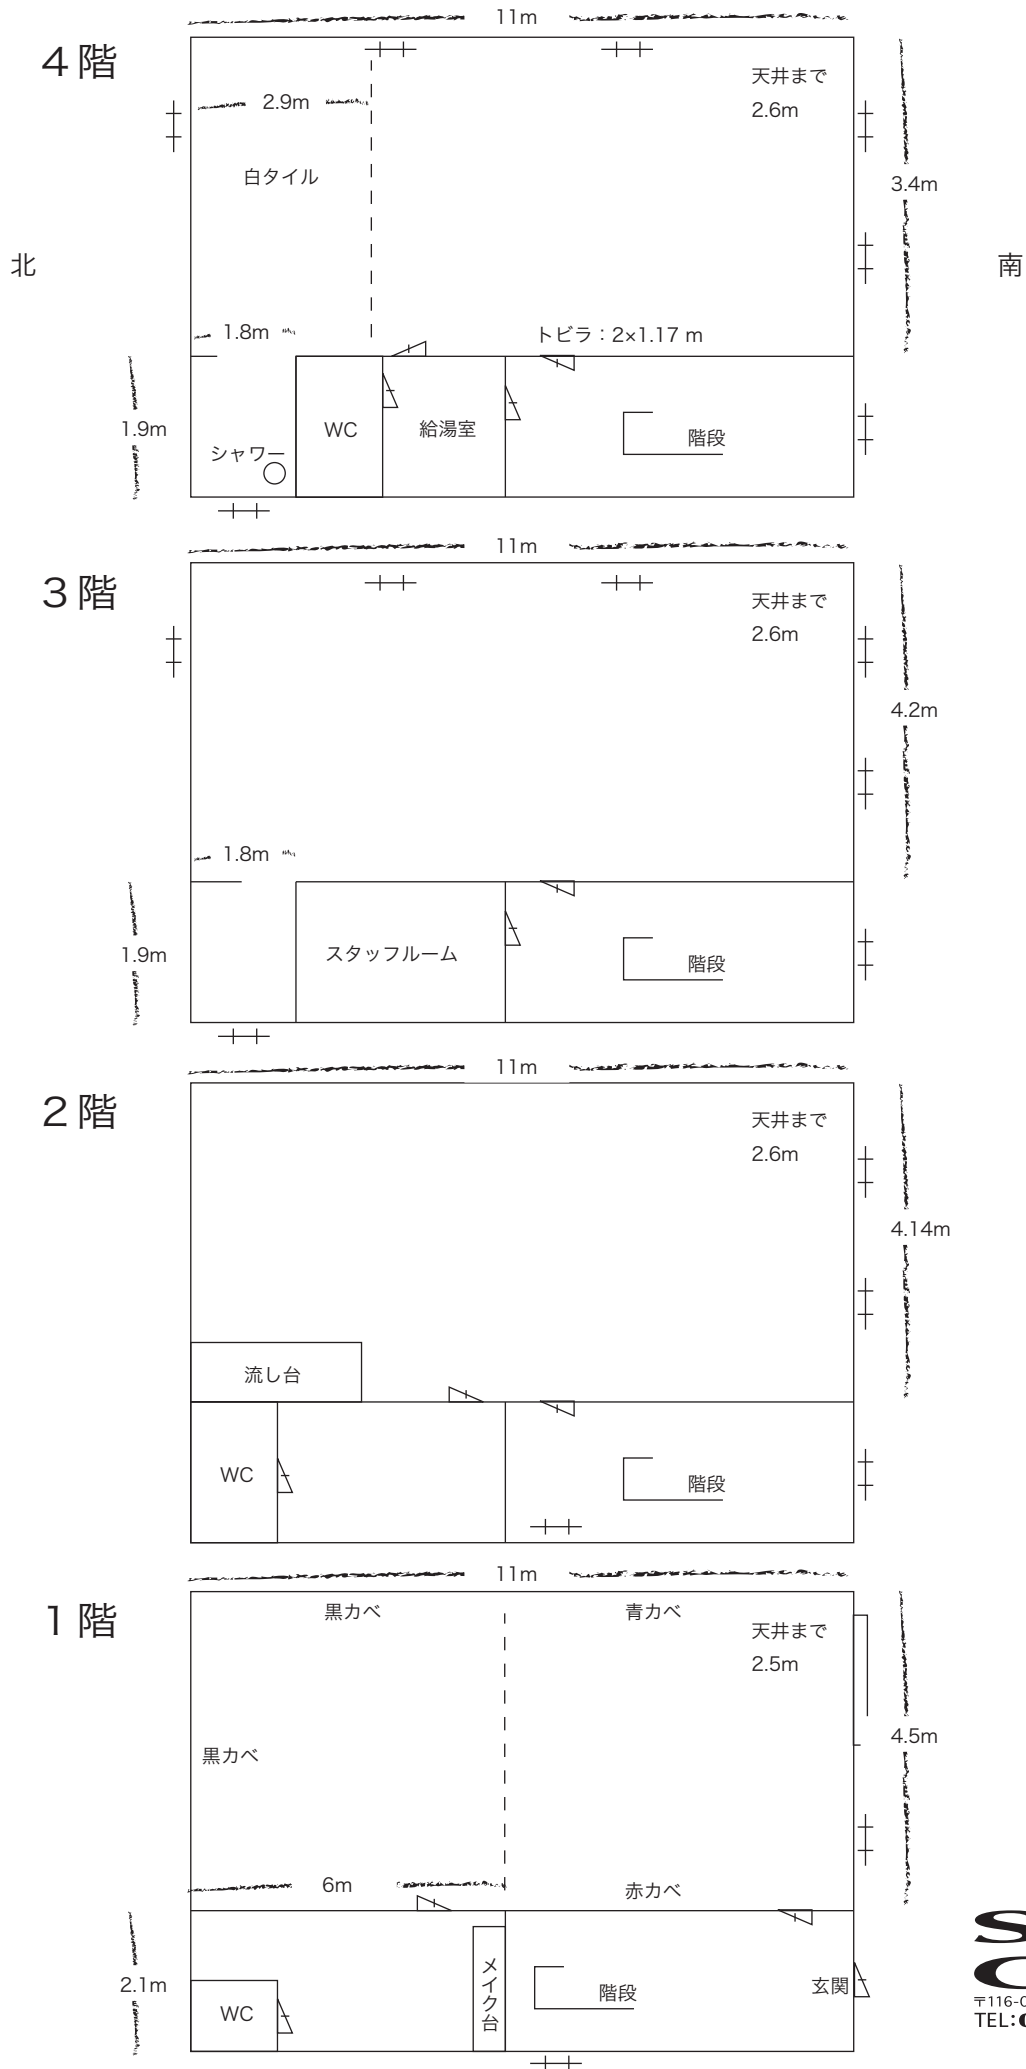 11m
4階
天井まで
2.6m
2.9m
白タイル
3.4m
北
南
1.8m
トビラ：2×1.17 m
1.9m
シャワー
WC
給湯室
階段
11m
3階
天井まで
2.6m
4.2m
1.8m
1.9m
スタッフルーム
階段
11m
2階
天井まで
2.6m
4.14m
流し台
WC
階段
11m
1階
黒カベ
青カベ
天井まで
2.5m
黒カベ
4.5m
6m
赤カベ
2.1m
WC
メイク台
階段
玄関
〒116-0
TEL: